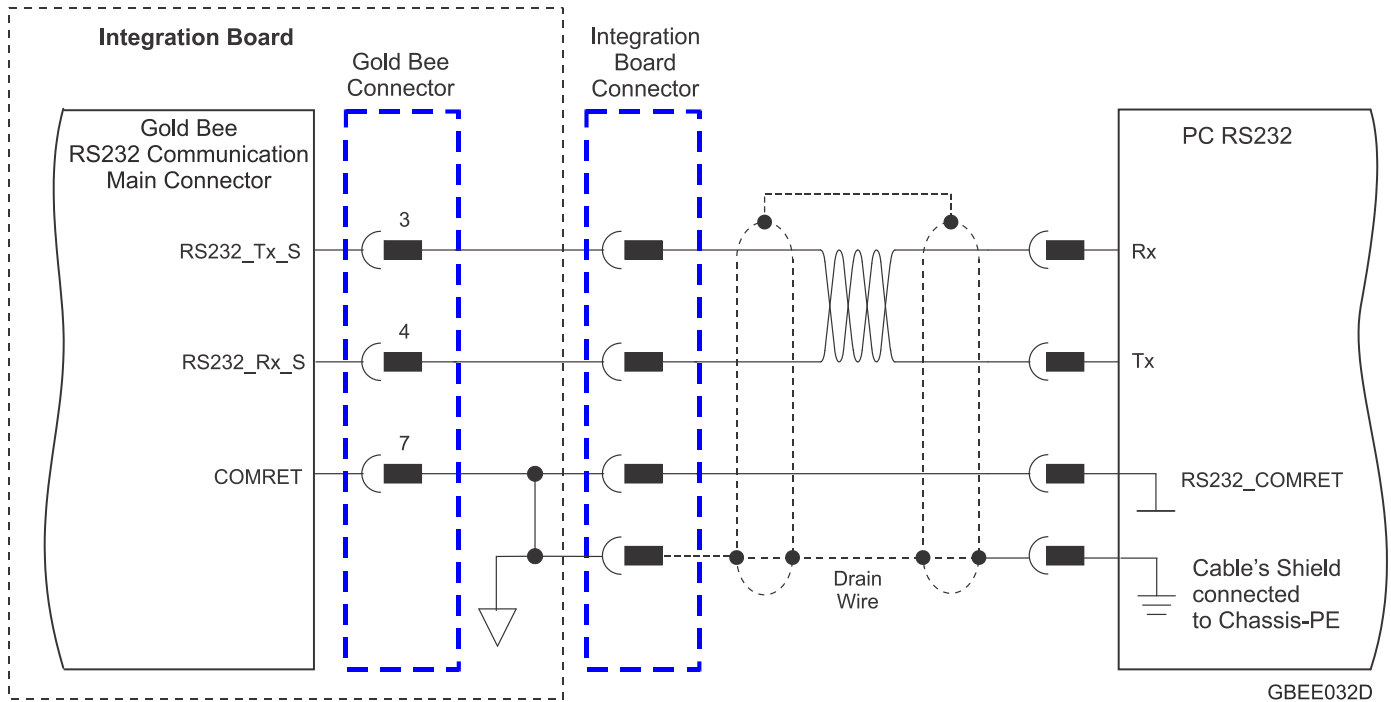 Integration Board
Gold Bee
Connector
Integration
Board
Connector
Gold Bee
RS232 Communication
Main Connector
PC RS232
3
RS232_Tx_S
Rx
4
RS232_Rx_S
Tx
7
COMRET
RS232_COMRET
Drain
Wire
Cable's Shield
connected
to Chassis-PE
GBEE032D